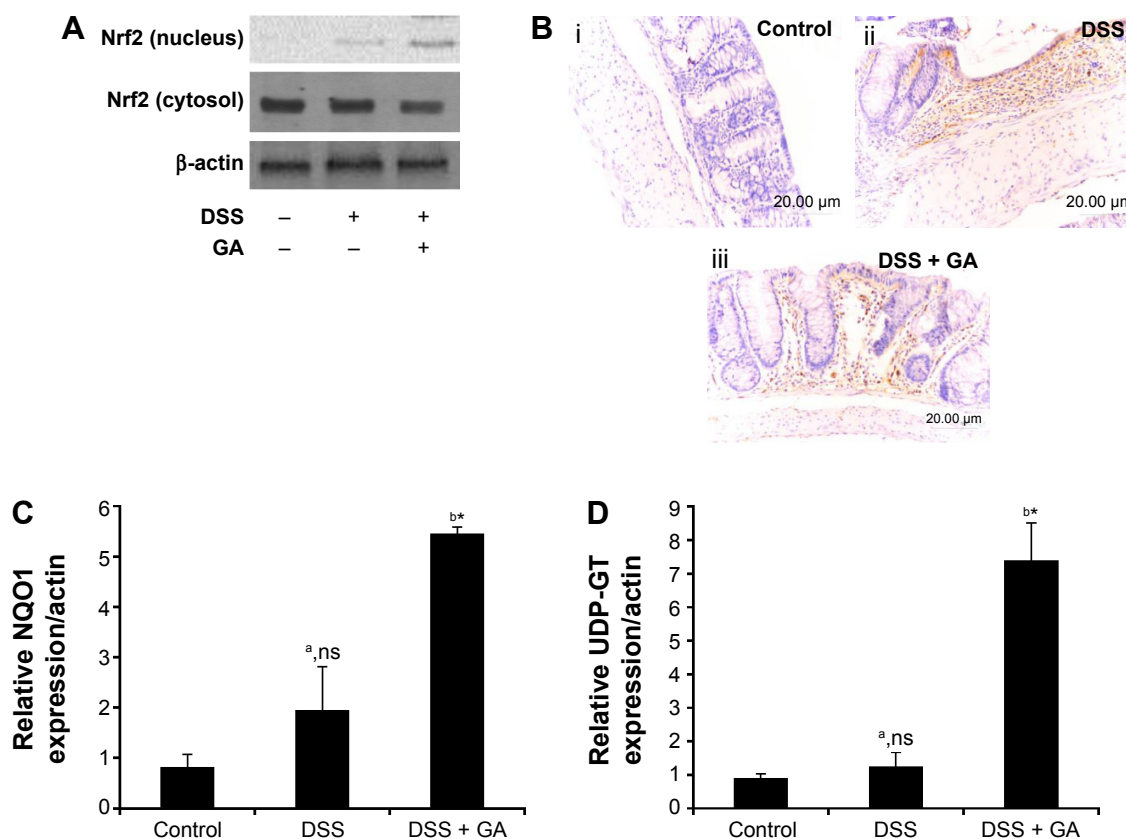 A
Nrf2 (nucleus)
Nrf2 (cytosol)
β-actin
DSS – + +
GA – – +
B
i
Control
20.00 µm
ii
DSS
20.00 µm
iii
DSS + GA
20.00 µm
C
Relative NQO1
expression/actin
6
5
4
3
2
1
0
a,ns
b*
Control DSS DSS + GA
D
Relative UDP-GT
expression/actin
9
8
7
6
5
4
3
2
1
0
a,ns
b*
Control DSS DSS + GA